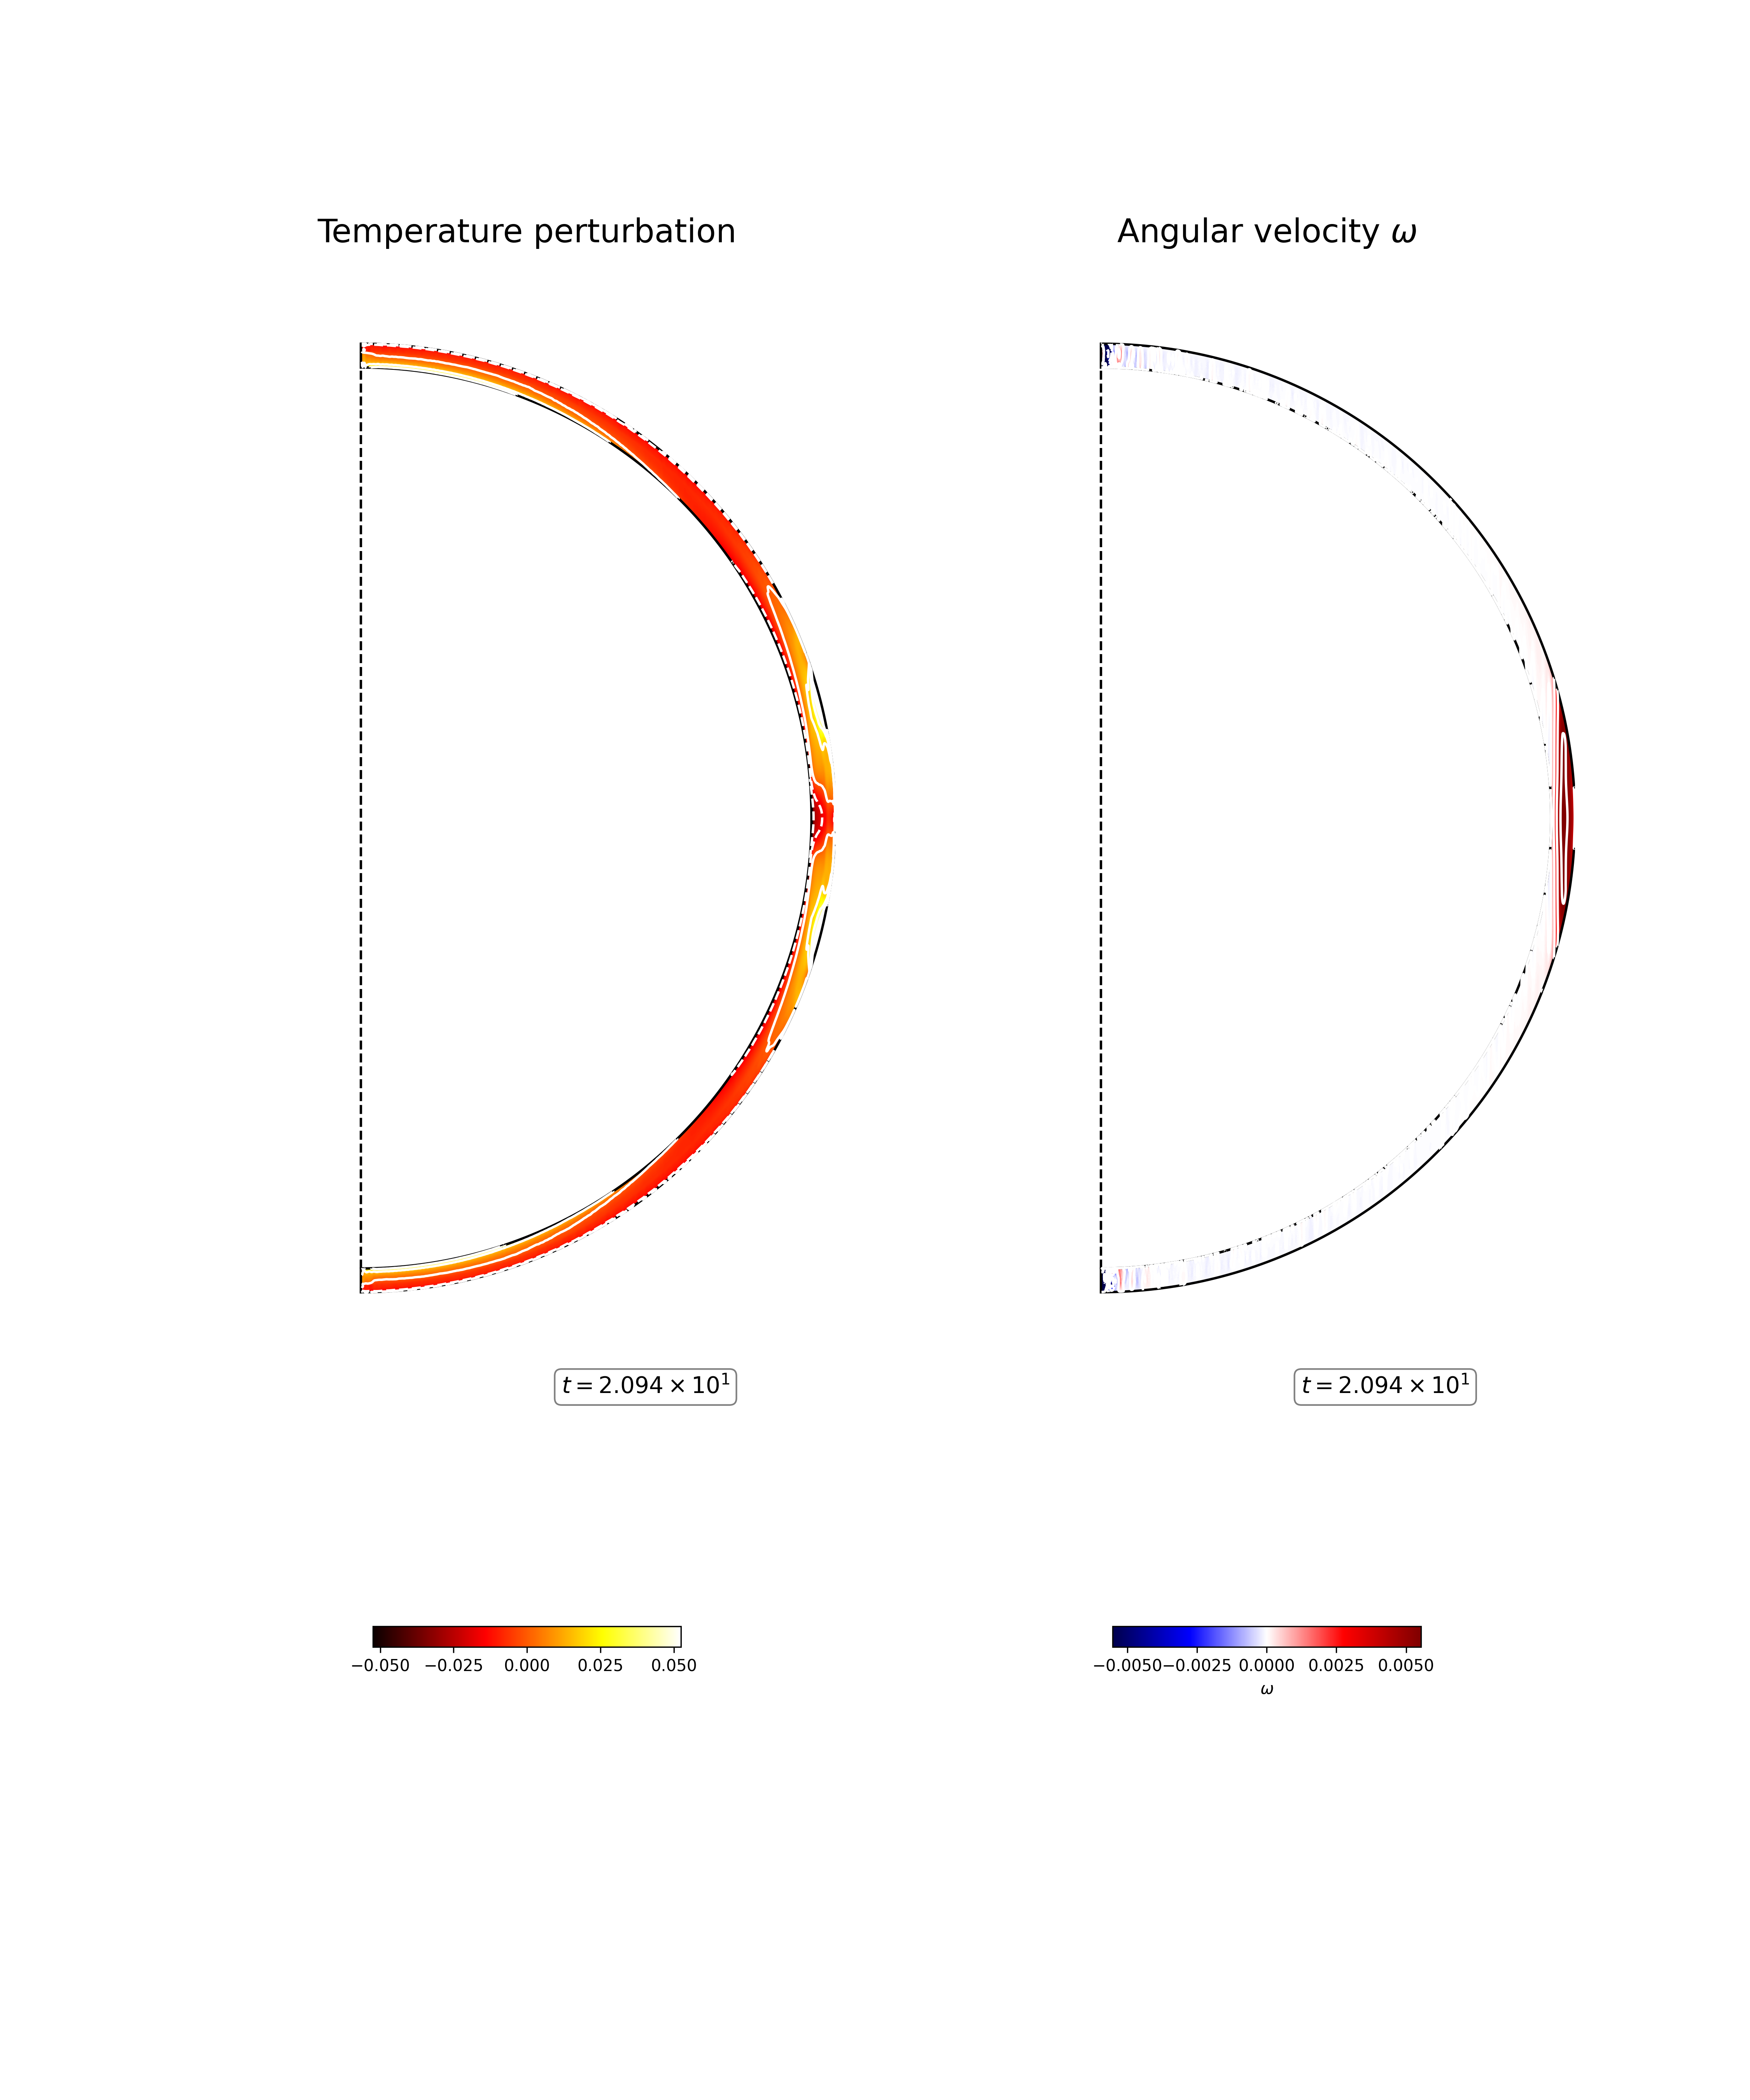 Temperature perturbation
Angular velocity ω
t = 2.094 × 10¹
t = 2.094 × 10¹
−0.050 −0.025 0.000 0.025 0.050
−0.0050 −0.0025 0.0000 0.0025 0.0050
ω